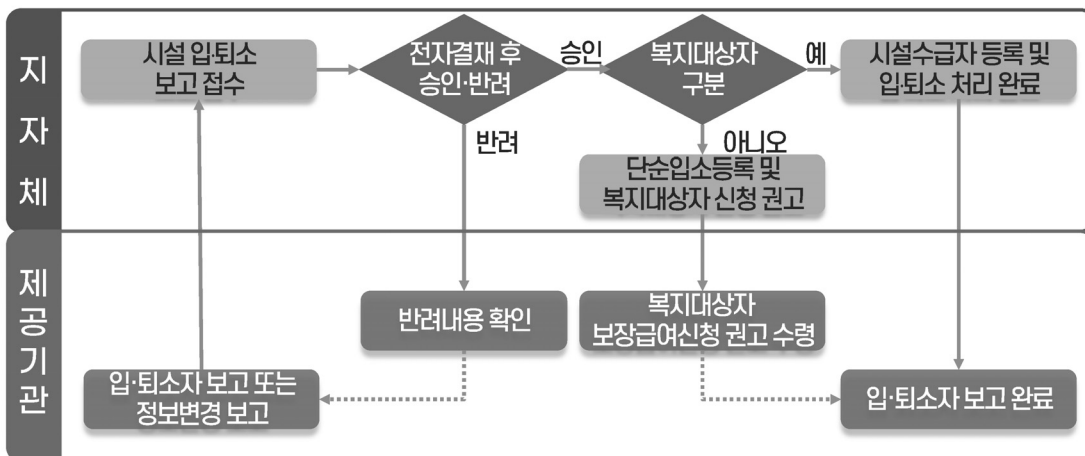 지자체
시설 입·퇴소
보고 접수
전자결재 후
승인·반려
승인
복지대상자
구분
예
시설수급자 등록 및
입·퇴소 처리 완료
반려
아니오
단순입소등록 및
복지대상자 신청 권고
제공기관
반려내용 확인
복지대상자
보장급여신청 권고 수령
입·퇴소자 보고 또는
정보변경 보고
입·퇴소자 보고 완료